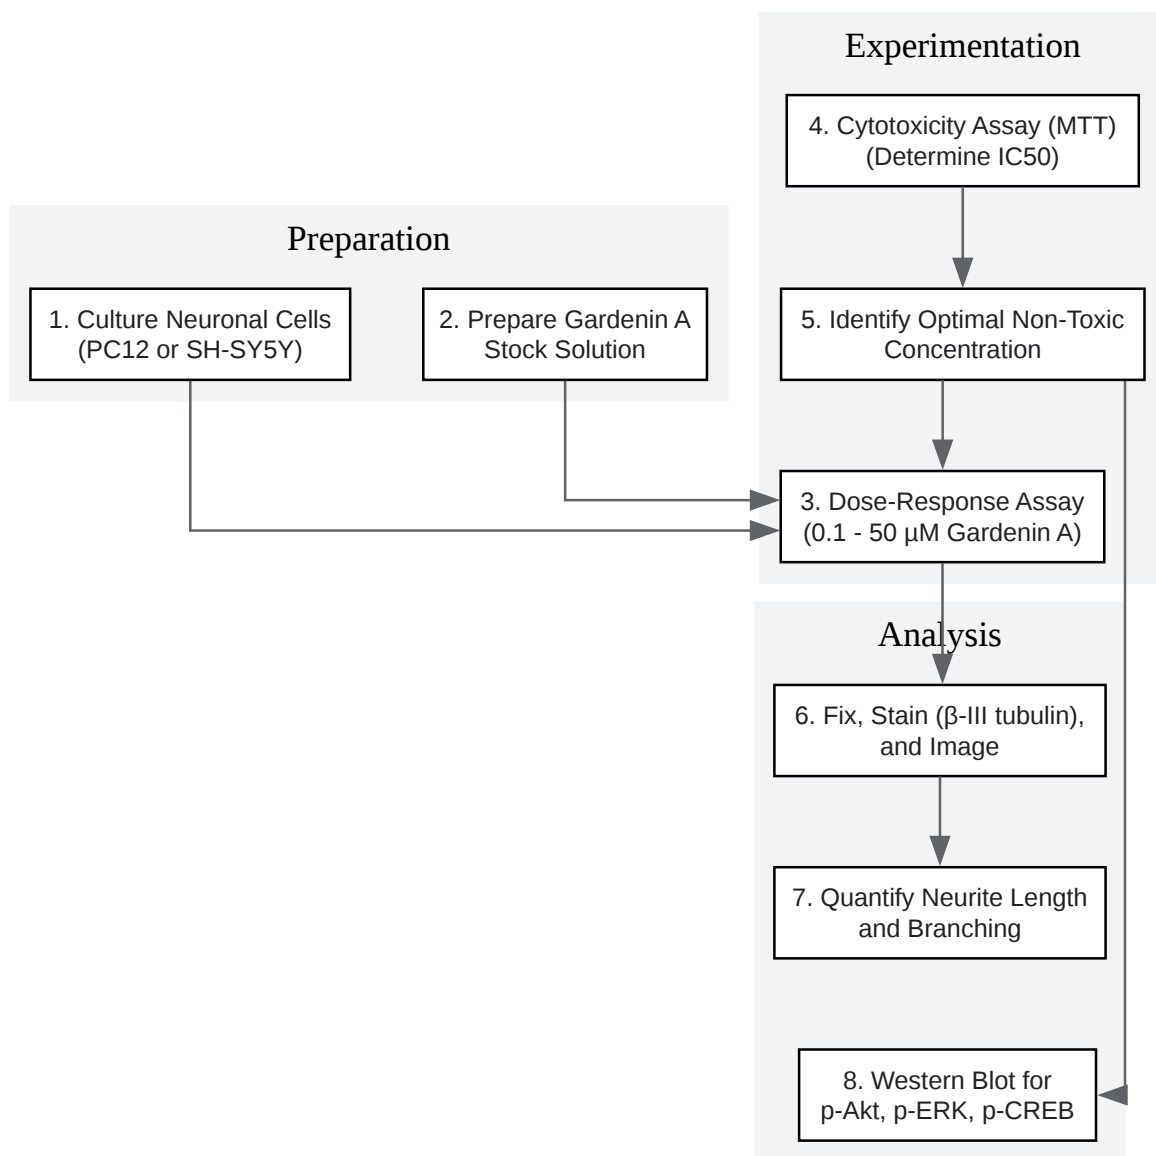 Experimentation
4. Cytotoxicity Assay (MTT)
(Determine IC50)
Preparation
1. Culture Neuronal Cells
(PC12 or SH-SY5Y)
2. Prepare Gardenin A
Stock Solution
5. Identify Optimal Non-Toxic
Concentration
3. Dose-Response Assay
(0.1 - 50 µM Gardenin A)
Analysis
6. Fix, Stain (β-III tubulin),
and Image
7. Quantify Neurite Length
and Branching
8. Western Blot for
p-Akt, p-ERK, p-CREB